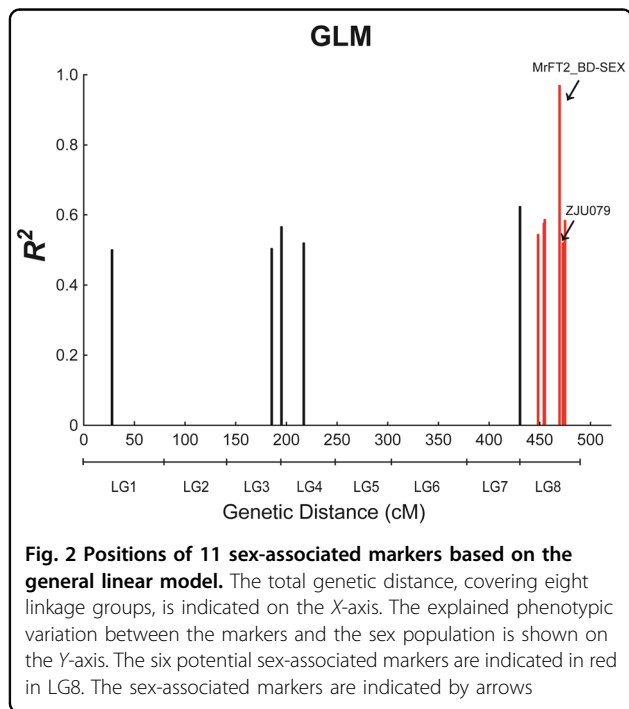 GLM
MrFT2_BD-SEX
ZJU079
R²
1.0
0.8
0.6
0.4
0.2
0
0 50 100 150 200 250 300 350 400 450 500
LG1 LG2 LG3 LG4 LG5 LG6 LG7 LG8
Genetic Distance (cM)
Fig. 2 Positions of 11 sex-associated markers based on the
general linear model. The total genetic distance, covering eight
linkage groups, is indicated on the X-axis. The explained phenotypic
variation between the markers and the sex population is shown on
the Y-axis. The six potential sex-associated markers are indicated in red
in LG8. The sex-associated markers are indicated by arrows